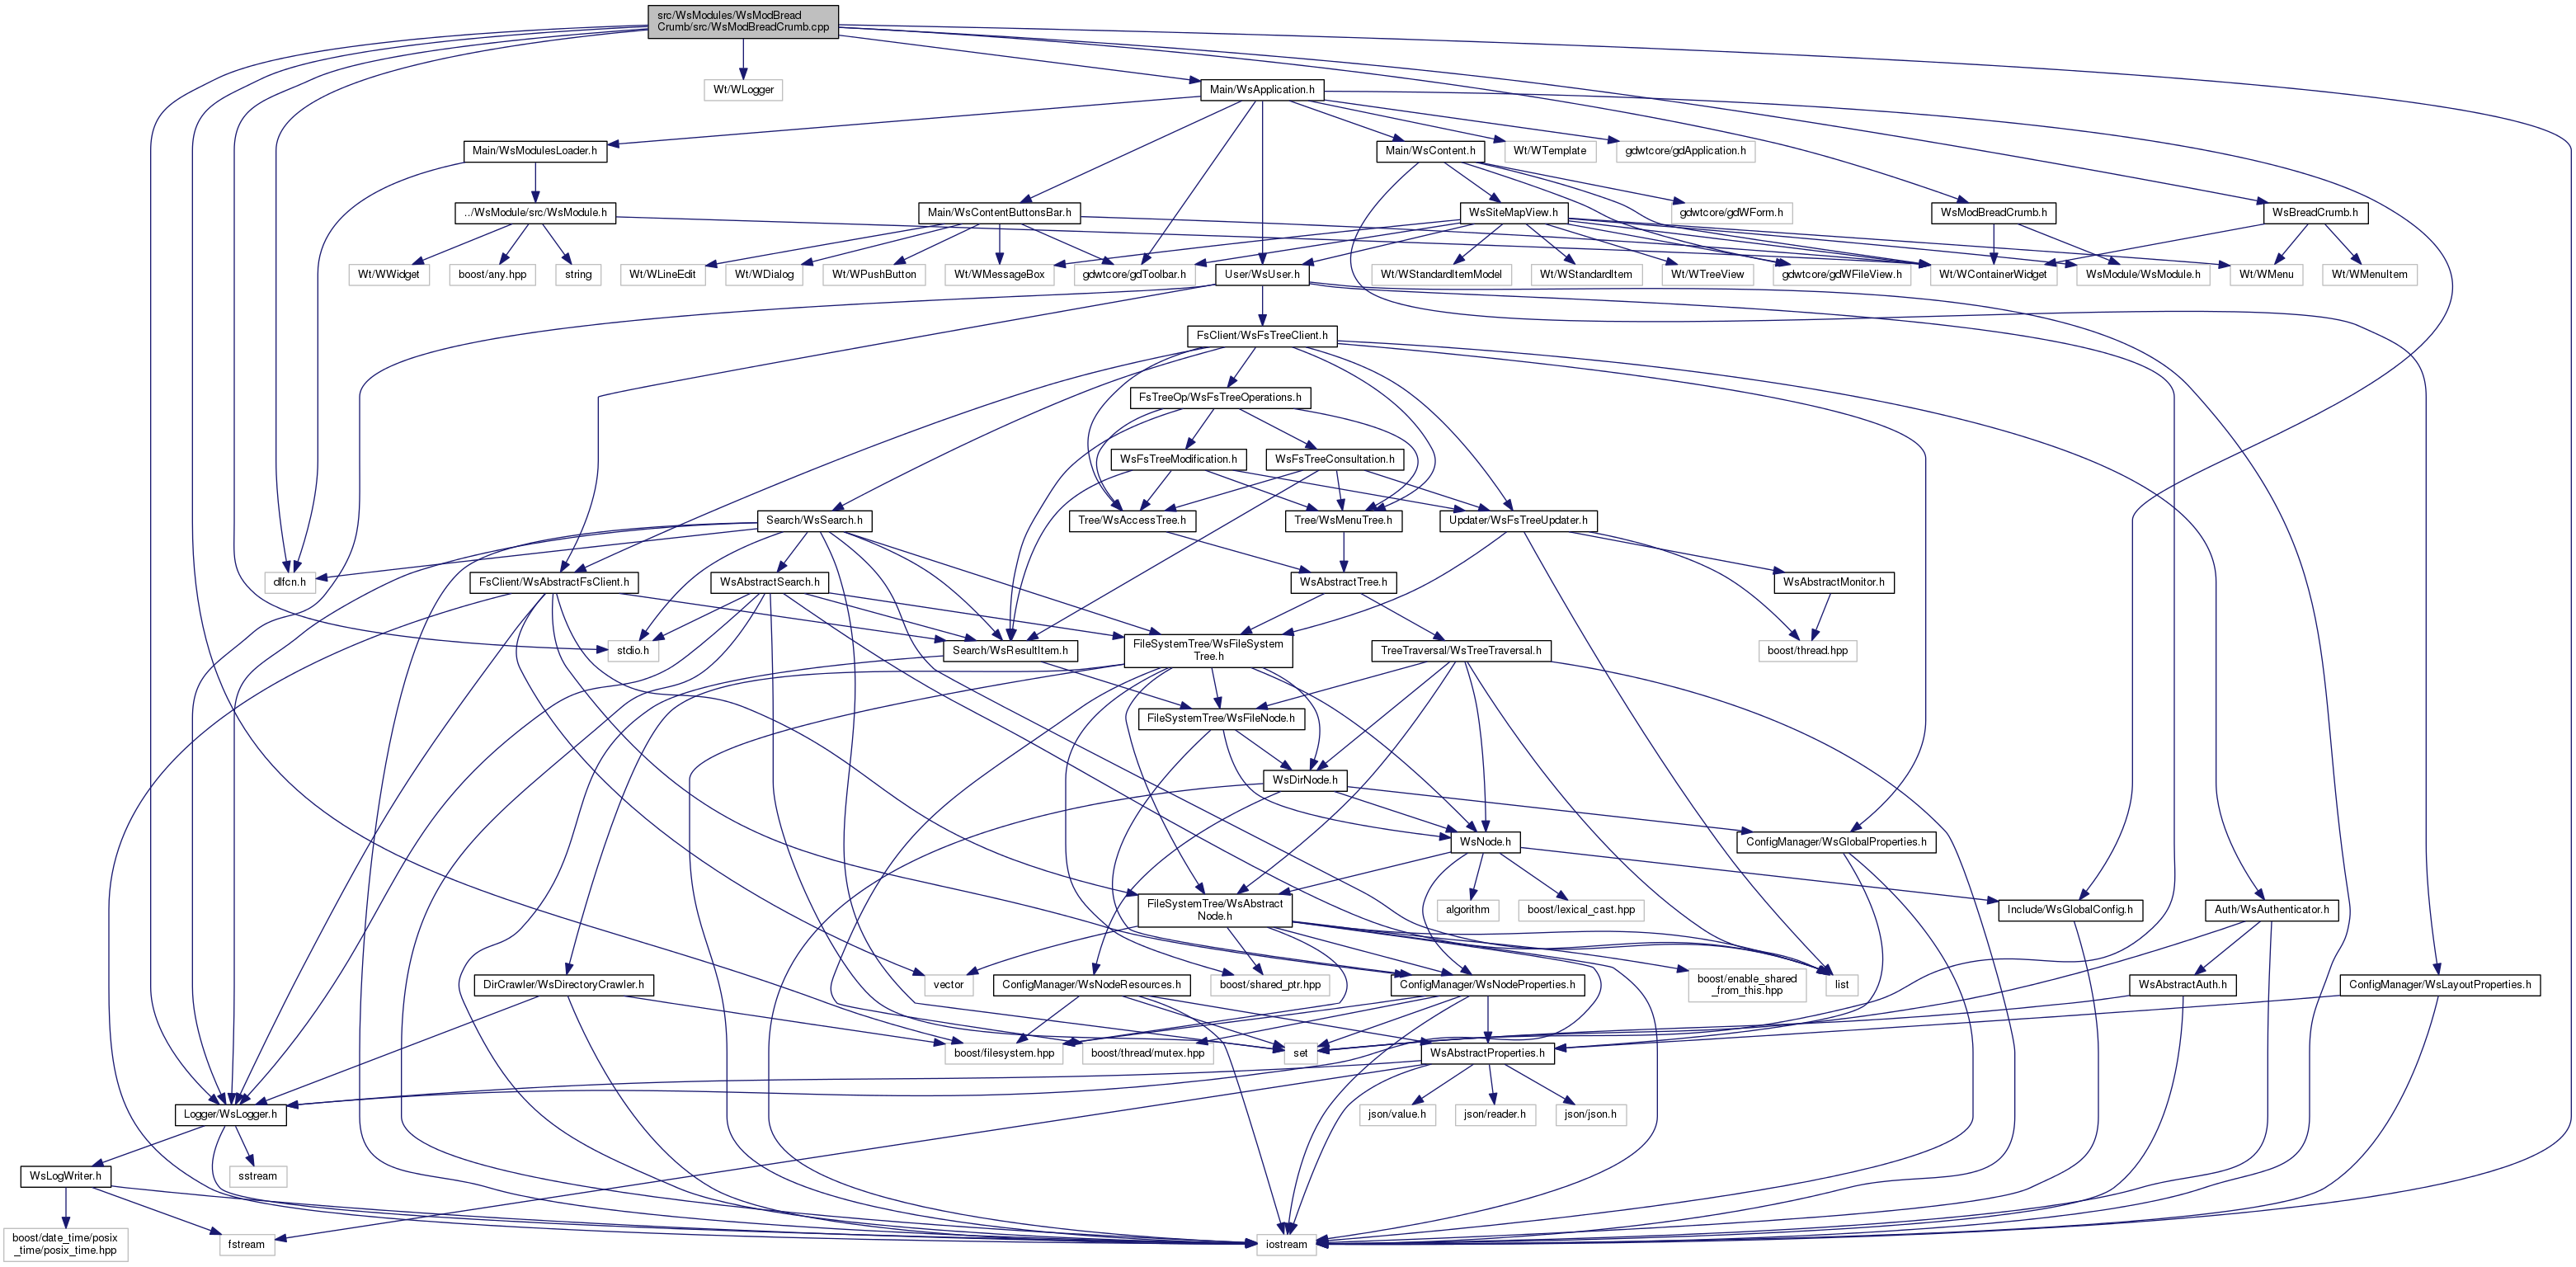 src/WsModules/WsModBread
Crumb/src/WsModBreadCrumb.cpp
Wt/WLogger
Main/WsApplication.h
Main/WsModulesLoader.h
Main/WsContent.h
Wt/WTemplate
gdwtcore/gdApplication.h
../WsModule/src/WsModule.h
Main/WsContentButtonsBar.h
WsSiteMapView.h
gdwtcore/gdWForm.h
WsModBreadCrumb.h
WsBreadCrumb.h
Wt/WWidget
boost/any.hpp
string
Wt/WLineEdit
Wt/WDialog
Wt/WPushButton
Wt/WMessageBox
gdwtcore/gdToolbar.h
User/WsUser.h
Wt/WStandardItemModel
Wt/WStandardItem
Wt/WTreeView
gdwtcore/gdWFileView.h
Wt/WContainerWidget
WsModule/WsModule.h
Wt/WMenu
Wt/WMenuItem
FsClient/WsFsTreeClient.h
FsTreeOp/WsFsTreeOperations.h
WsFsTreeModification.h
WsFsTreeConsultation.h
Search/WsSearch.h
Tree/WsAccessTree.h
Tree/WsMenuTree.h
Updater/WsFsTreeUpdater.h
dlfcn.h
FsClient/WsAbstractFsClient.h
WsAbstractSearch.h
WsAbstractTree.h
WsAbstractMonitor.h
stdio.h
Search/WsResultItem.h
FileSystemTree/WsFileSystem
Tree.h
TreeTraversal/WsTreeTraversal.h
boost/thread.hpp
FileSystemTree/WsFileNode.h
WsDirNode.h
WsNode.h
ConfigManager/WsGlobalProperties.h
FileSystemTree/WsAbstract
Node.h
algorithm
boost/lexical_cast.hpp
Include/WsGlobalConfig.h
Auth/WsAuthenticator.h
DirCrawler/WsDirectoryCrawler.h
vector
ConfigManager/WsNodeResources.h
boost/shared_ptr.hpp
ConfigManager/WsNodeProperties.h
boost/enable_shared
_from_this.hpp
list
WsAbstractAuth.h
ConfigManager/WsLayoutProperties.h
boost/filesystem.hpp
boost/thread/mutex.hpp
set
WsAbstractProperties.h
Logger/WsLogger.h
json/value.h
json/reader.h
json/json.h
WsLogWriter.h
sstream
boost/date_time/posix
_time/posix_time.hpp
fstream
iostream